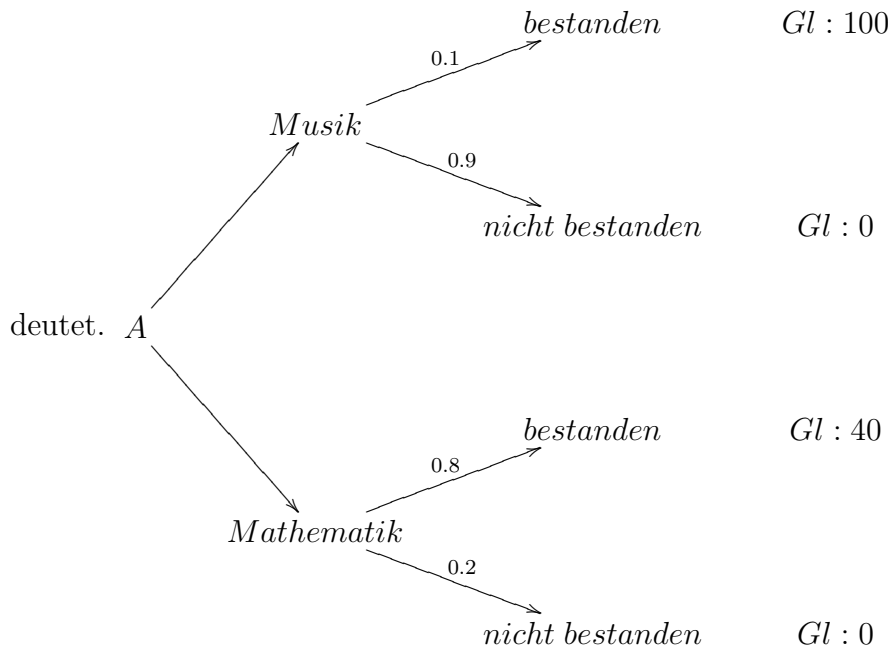 bestanden Gl : 100
0.1
Musik
0.9
nicht bestanden Gl : 0
deutet. A
bestanden Gl : 40
0.8
Mathematik
0.2
nicht bestanden Gl : 0